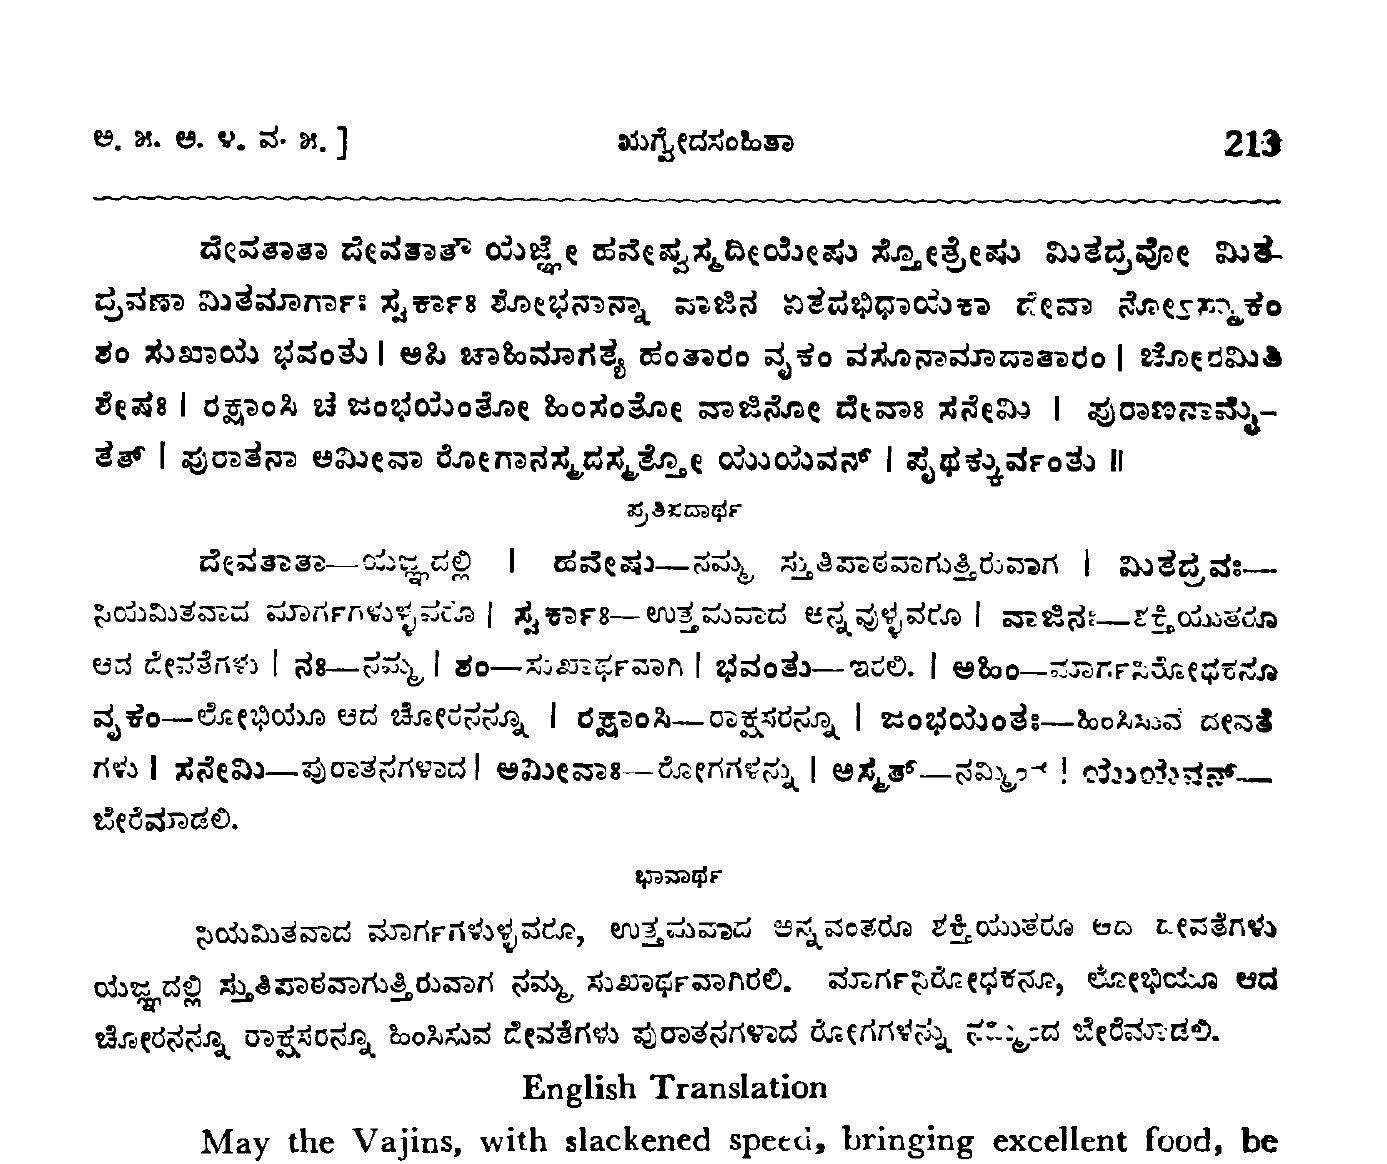 ಅ. ೫. ಅ. ೪. ವ. ೫. ] ಋಗ್ವೇದಸಂಹಿತಾ 213
ದೇವತಾತಾ ದೇವತಾತೌ ಯಜ್ಞೇ ಹವೇಷ್ವಸ್ಮದೀಯೇಷು ಸ್ತೋತ್ರೇಷು ಮಿತದ್ರವೋ ಮಿತ-
ದ್ರವಣಾ ಮಿತಮಾರ್ಗಾಃ ಸ್ವರ್ಕಾಃ ಶೋಭನಾನ್ನಾ ವಾಜಿನ ಏತದಭಿಧಾಯಕಾ ದೇವಾ ನೋಽಸ್ಮಾಕಂ
ಶಂ ಸುಖಾಯ ಭವಂತು | ಅಪಿ ಚಾಹಿಮಾಗತ್ಯ ಹಂತಾರಂ ವೃಕಂ ವಸೂನಾಮಾದಾತಾರಂ | ಚೋರಮಿತಿ
ಶೇಷಃ | ರಕ್ಷಾಂಸಿ ಚ ಜಂಭಯಂತೋ ಹಿಂಸಂತೋ ವಾಜಿನೋ ದೇವಾಃ ಸನೇಮಿ | ಪುರಾಣನಾಮೈ-
ತತ್ | ಪುರಾತನಾ ಅಮೀವಾ ರೋಗಾನಸ್ಮದಸ್ಮತ್ತೋ ಯುಯವನ್ | ಪೃಥಕ್ಕುರ್ವಂತು ||
ಪ್ರತಿಪದಾರ್ಥ
ದೇವತಾತಾ—ಯಜ್ಞದಲ್ಲಿ | ಹವೇಷು—ನಮ್ಮ ಸ್ತುತಿಪಾಠವಾಗುತ್ತಿರುವಾಗ | ಮಿತದ್ರವಃ—
ನಿಯಮಿತವಾದ ಮಾರ್ಗಗಳುಳ್ಳವರೂ | ಸ್ವರ್ಕಾಃ—ಉತ್ತಮವಾದ ಅನ್ನವುಳ್ಳವರೂ | ವಾಜಿನಃ—ಶಕ್ತಿಯುತರೂ
ಆದ ದೇವತೆಗಳು | ನಃ—ನಮ್ಮ | ಶಂ—ಸುಖಾರ್ಥವಾಗಿ | ಭವಂತು—ಇರಲಿ. | ಅಹಿಂ—ಮಾರ್ಗನಿರೋಧಕನೂ
ವೃಕಂ—ಲೋಭಿಯೂ ಆದ ಚೋರನನ್ನೂ | ರಕ್ಷಾಂಸಿ—ರಾಕ್ಷಸರನ್ನೂ | ಜಂಭಯಂತಃ—ಹಿಂಸಿಸುವ ದೇವತೆ
ಗಳು | ಸನೇಮಿ—ಪುರಾತನಗಳಾದ | ಅಮೀವಾಃ—ರೋಗಗಳನ್ನು | ಅಸ್ಮತ್—ನಮ್ಮಿಂದ | ಯುಯವನ್—
ಬೇರೆಮಾಡಲಿ.
ಭಾವಾರ್ಥ
ನಿಯಮಿತವಾದ ಮಾರ್ಗಗಳುಳ್ಳವರೂ, ಉತ್ತಮವಾದ ಅನ್ನವಂತರೂ ಶಕ್ತಿಯುತರೂ ಆದ ದೇವತೆಗಳು
ಯಜ್ಞದಲ್ಲಿ ಸ್ತುತಿಪಾಠವಾಗುತ್ತಿರುವಾಗ ನಮ್ಮ ಸುಖಾರ್ಥವಾಗಿರಲಿ. ಮಾರ್ಗನಿರೋಧಕನೂ, ಲೋಭಿಯೂ ಆದ
ಚೋರನನ್ನೂ ರಾಕ್ಷಸರನ್ನೂ ಹಿಂಸಿಸುವ ದೇವತೆಗಳು ಪುರಾತನಗಳಾದ ರೋಗಗಳನ್ನು ನಮ್ಮಿಂದ ಬೇರೆಮಾಡಲಿ.
English Translation
May the Vajins, with slackened speed, bringing excellent food, be